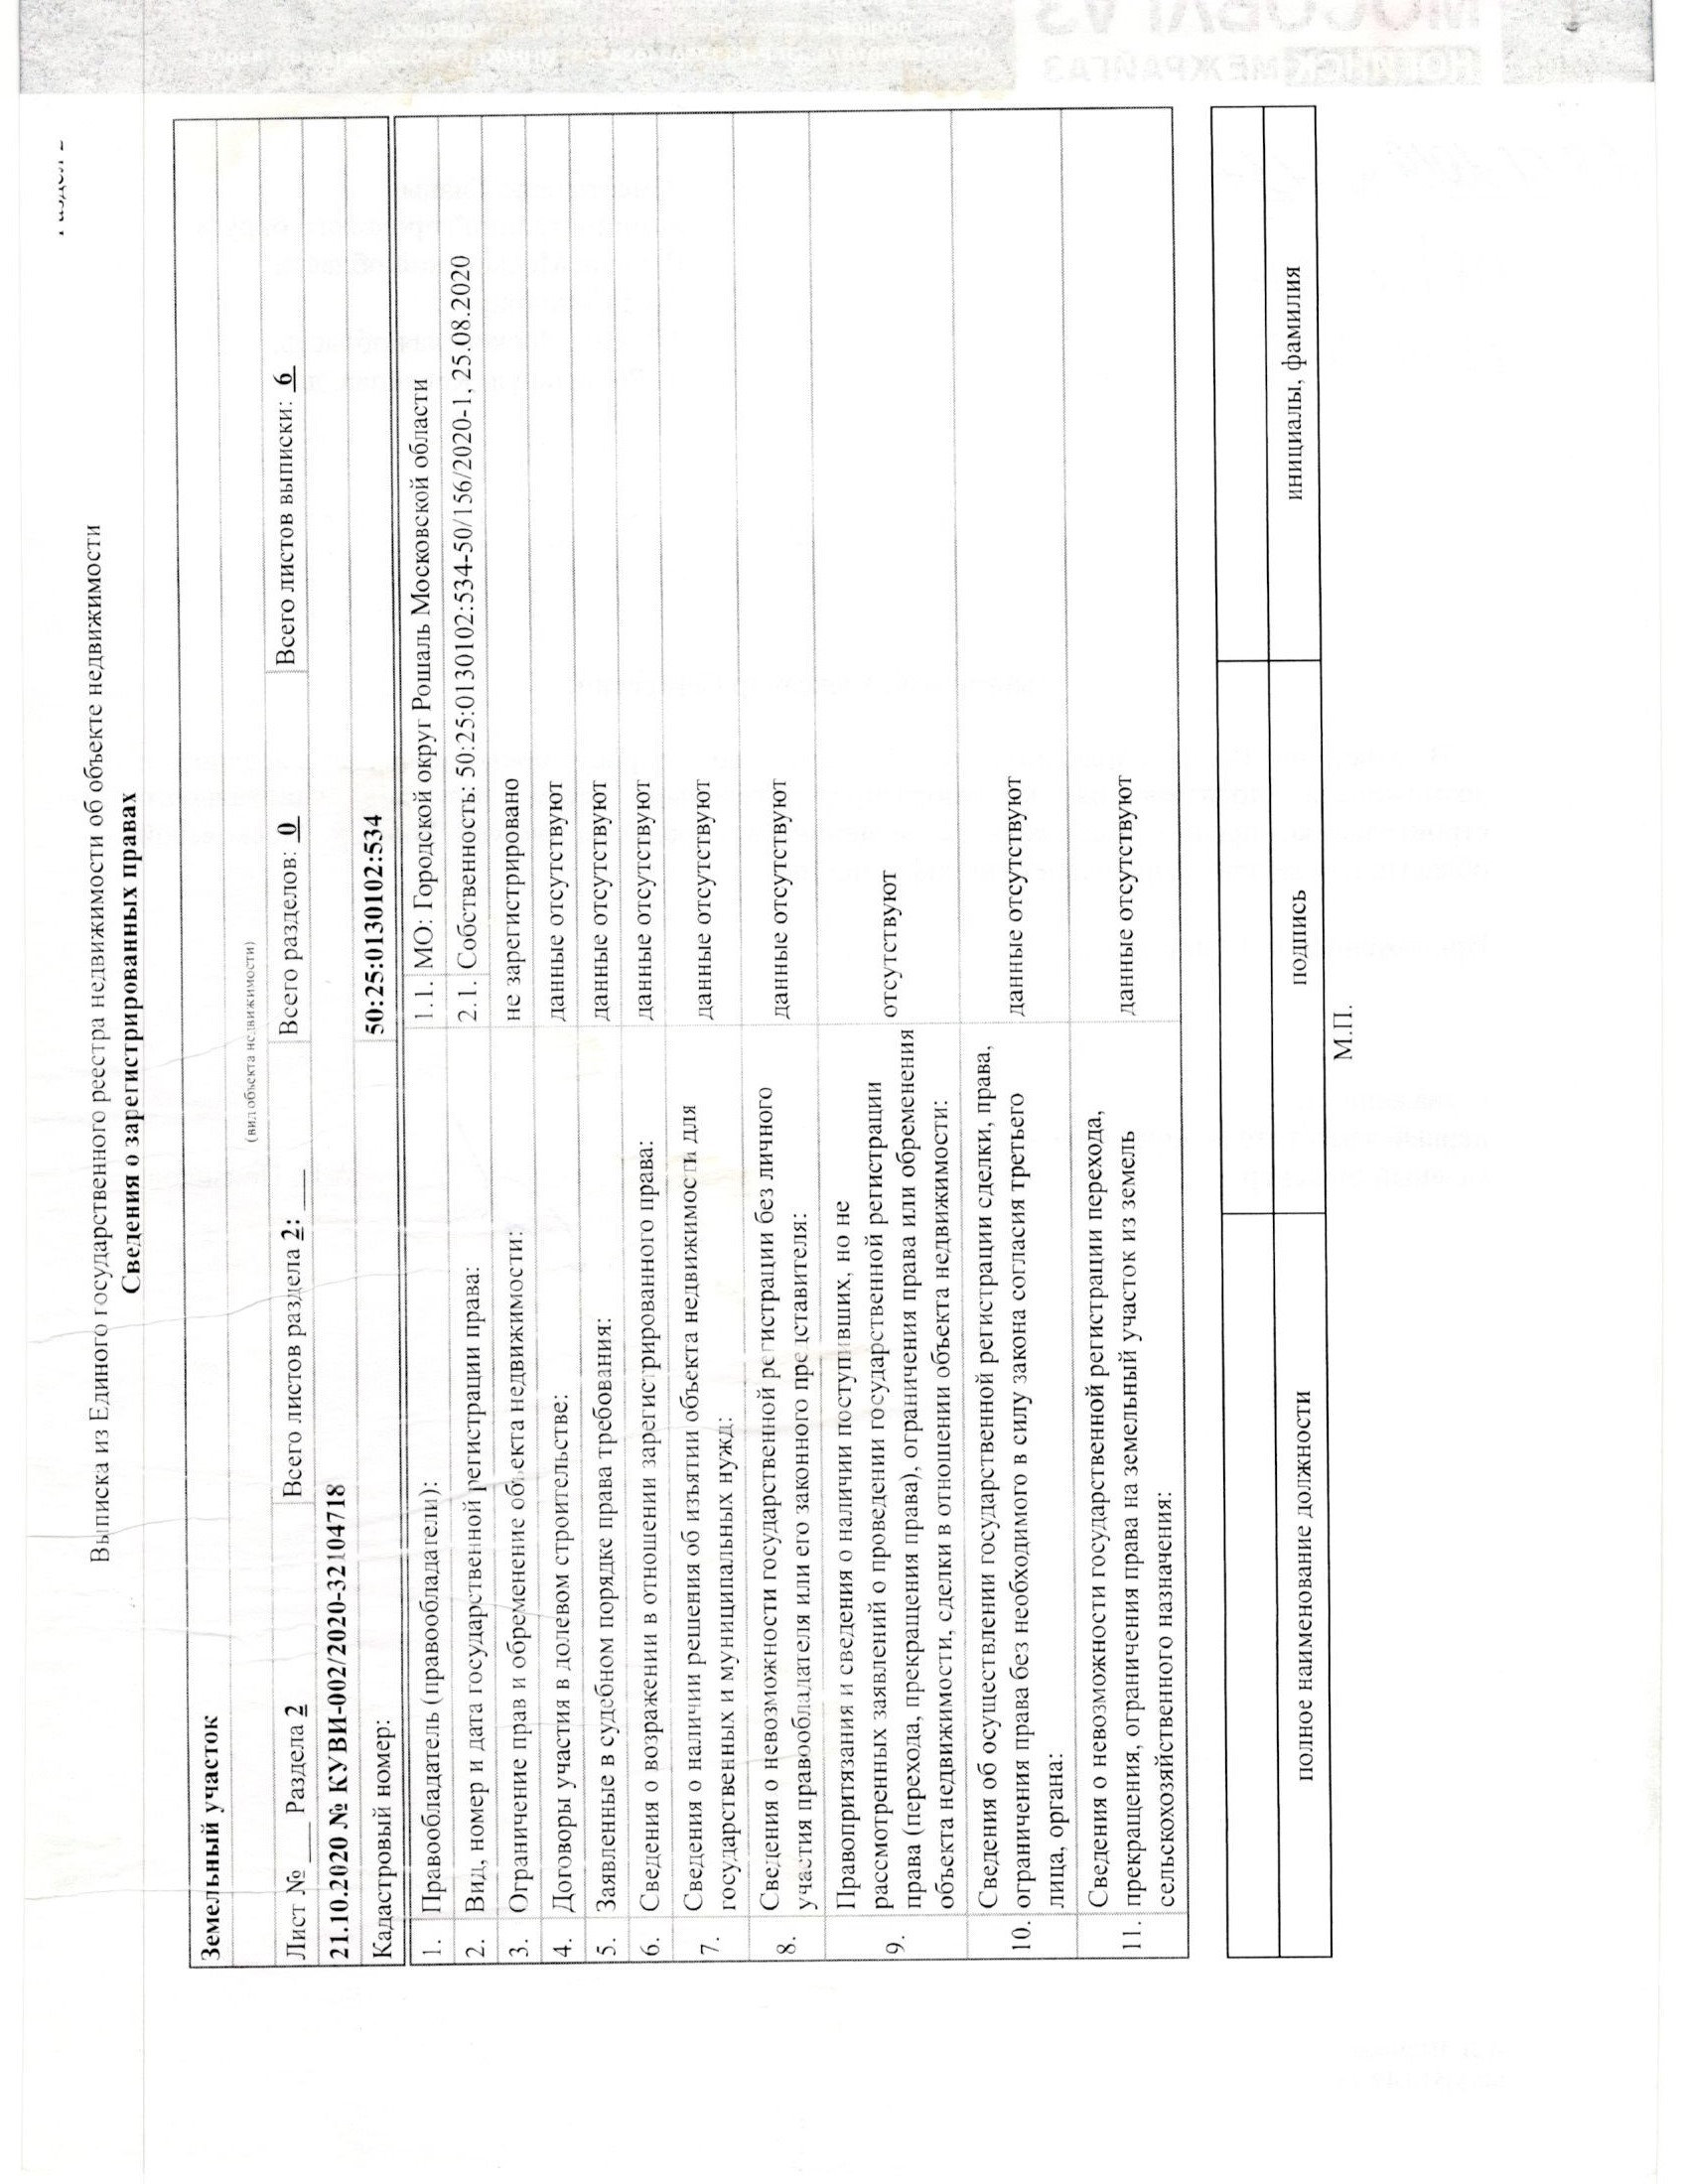 Выписка из Единого государственного реестра недвижимости об объекте недвижимости
Сведения о зарегистрированных правах
Земельный участок
(вид объекта недвижимости)
Лист № ___ Раздела 2 Всего листов раздела 2: ___ Всего разделов: 0 Всего листов выписки: 6
21.10.2020 № КУВИ-002/2020-32104718
Кадастровый номер: 50:25:0130102:534
1. Правообладатель (правообладатели): 1.1. МО: Городской округ Рошаль Московской области
2. Вид, номер и дата государственной регистрации права: 2.1. Собственность: 50:25:0130102:534-50/156/2020-1, 25.08.2020
3. Ограничение прав и обременение объекта недвижимости: не зарегистрировано
4. Договоры участия в долевом строительстве: данные отсутствуют
5. Заявленные в судебном порядке права требования: данные отсутствуют
6. Сведения о возражении в отношении зарегистрированного права: данные отсутствуют
7. Сведения о наличии решения об изъятии объекта недвижимости для
государственных и муниципальных нужд: данные отсутствуют
8. Сведения о невозможности государственной регистрации без личного
участия правообладателя или его законного представителя: данные отсутствуют
9. Правопритязания и сведения о наличии поступивших, но не
рассмотренных заявлений о проведении государственной регистрации
права (перехода, прекращения права), ограничения права или обременения
объекта недвижимости, сделки в отношении объекта недвижимости: отсутствуют
10. Сведения об осуществлении государственной регистрации сделки, права,
ограничения права без необходимого в силу закона согласия третьего
лица, органа: данные отсутствуют
11. Сведения о невозможности государственной регистрации перехода,
прекращения, ограничения права на земельный участок из земель
сельскохозяйственного назначения: данные отсутствуют
полное наименование должности подпись инициалы, фамилия
М.П.